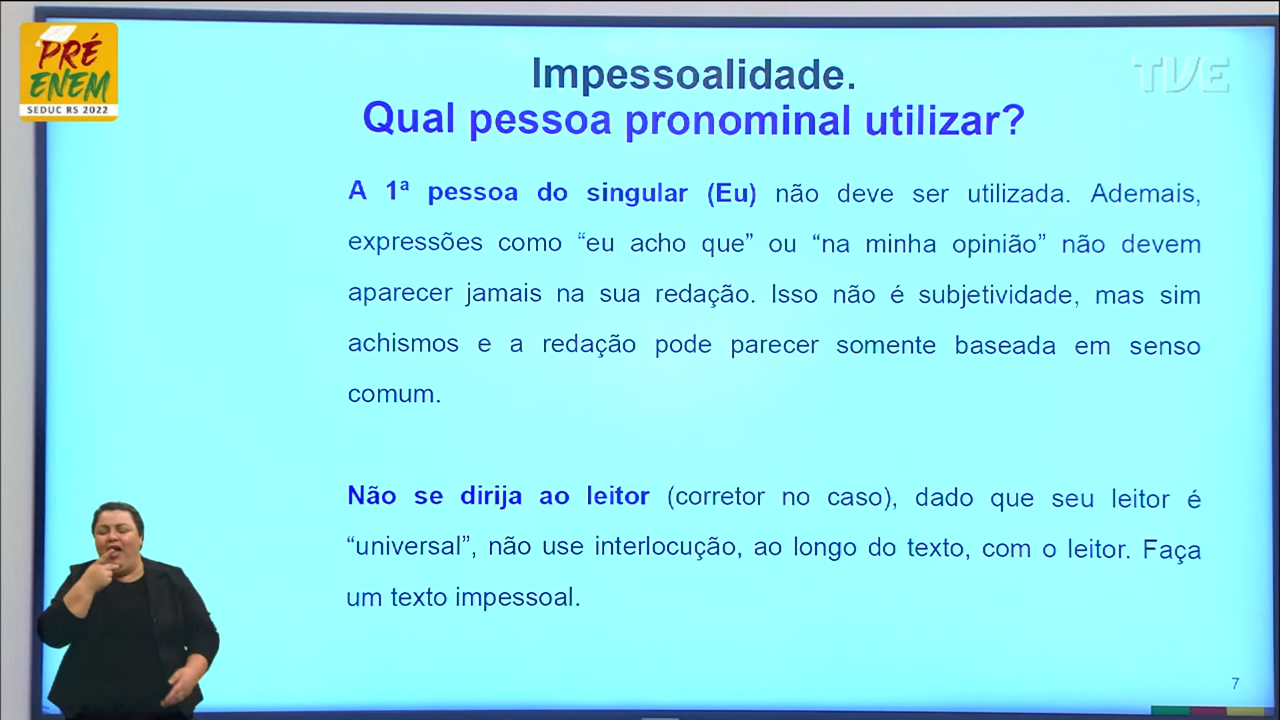 PRÉ
ENEM
SEDUC RS 2022
TVE
Impessoalidade.
Qual pessoa pronominal utilizar?
A 1ª pessoa do singular (Eu) não deve ser utilizada. Ademais,
expressões como “eu acho que” ou “na minha opinião” não devem
aparecer jamais na sua redação. Isso não é subjetividade, mas sim
achismos e a redação pode parecer somente baseada em senso
comum.
Não se dirija ao leitor (corretor no caso), dado que seu leitor é
“universal”, não use interlocução, ao longo do texto, com o leitor. Faça
um texto impessoal.
7